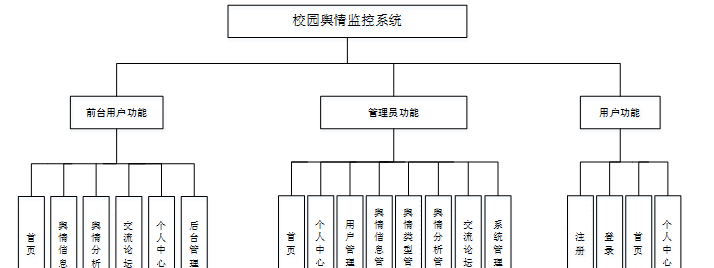 校园舆情监控系统
前台用户功能
管理员功能
用户功能
首页
舆情信息
舆情分析
交流论坛
个人中心
后台管理
首页
个人中心
用户管理
舆情信息管
舆情类型管
舆情分析管
交流论坛
系统管理
注册
登录
首页
个人中心